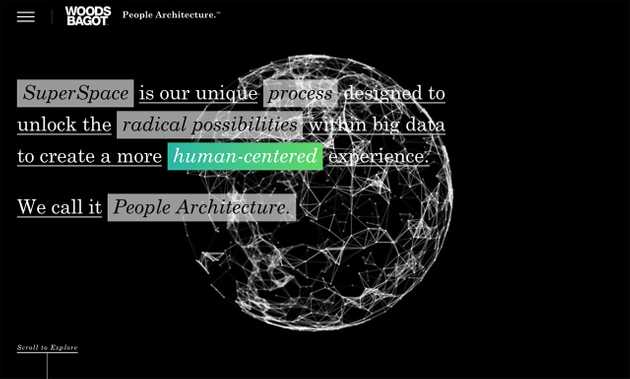 WOODS
BAGOT
People Architecture.™
SuperSpace is our unique process designed to
unlock the radical possibilities within big data
to create a more human-centered experience.
We call it People Architecture.
Scroll to Explore